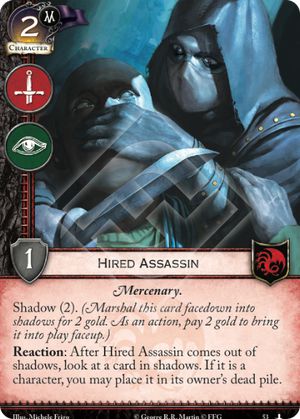 2
CHARACTER
1
HIRED ASSASSIN
Mercenary.
Shadow (2). (Marshal this card facedown into
shadows for 2 gold. As an action, pay 2 gold to bring
it into play faceup.)
Reaction: After Hired Assassin comes out of
shadows, look at a card in shadows. If it is a
character, you may place it in its owner's dead pile.
Illus. Michele Frigo
© George R.R. Martin © FFG